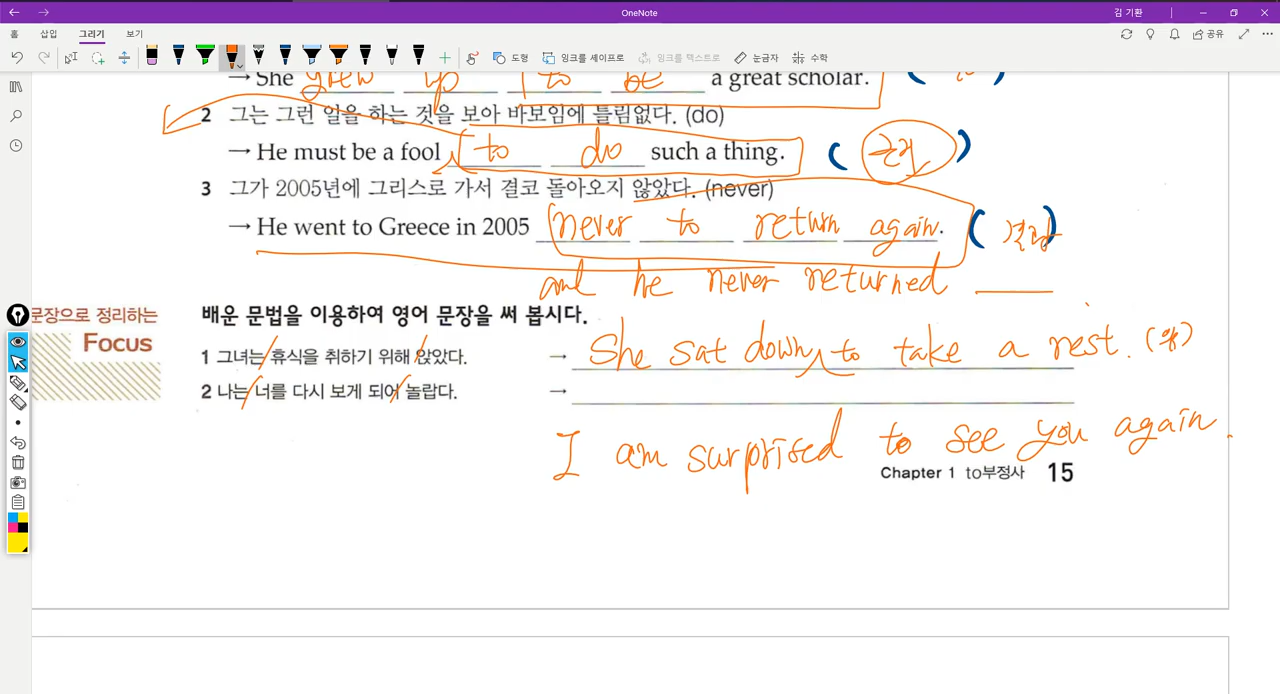 OneNote
김 기환
홈 삽입 그리기 보기
공유
도형 잉크를 셰이프로 잉크를 텍스트로 눈금자 수학
→ She grew up to be a great scholar.
2 그는 그런 일을 하는 것을 보아 바보임에 틀림없다. (do)
→ He must be a fool to do such a thing. (근거)
3 그가 2005년에 그리스로 가서 결코 돌아오지 않았다. (never)
→ He went to Greece in 2005 never to return again. (결과)
and he never returned
문장으로 정리하는
Focus
배운 문법을 이용하여 영어 문장을 써 봅시다.
1 그녀는 휴식을 취하기 위해 앉았다. → She sat down to take a rest.
2 나는 너를 다시 보게 되어 놀랍다. →
I am surprised to see you again.
Chapter 1 to부정사 15